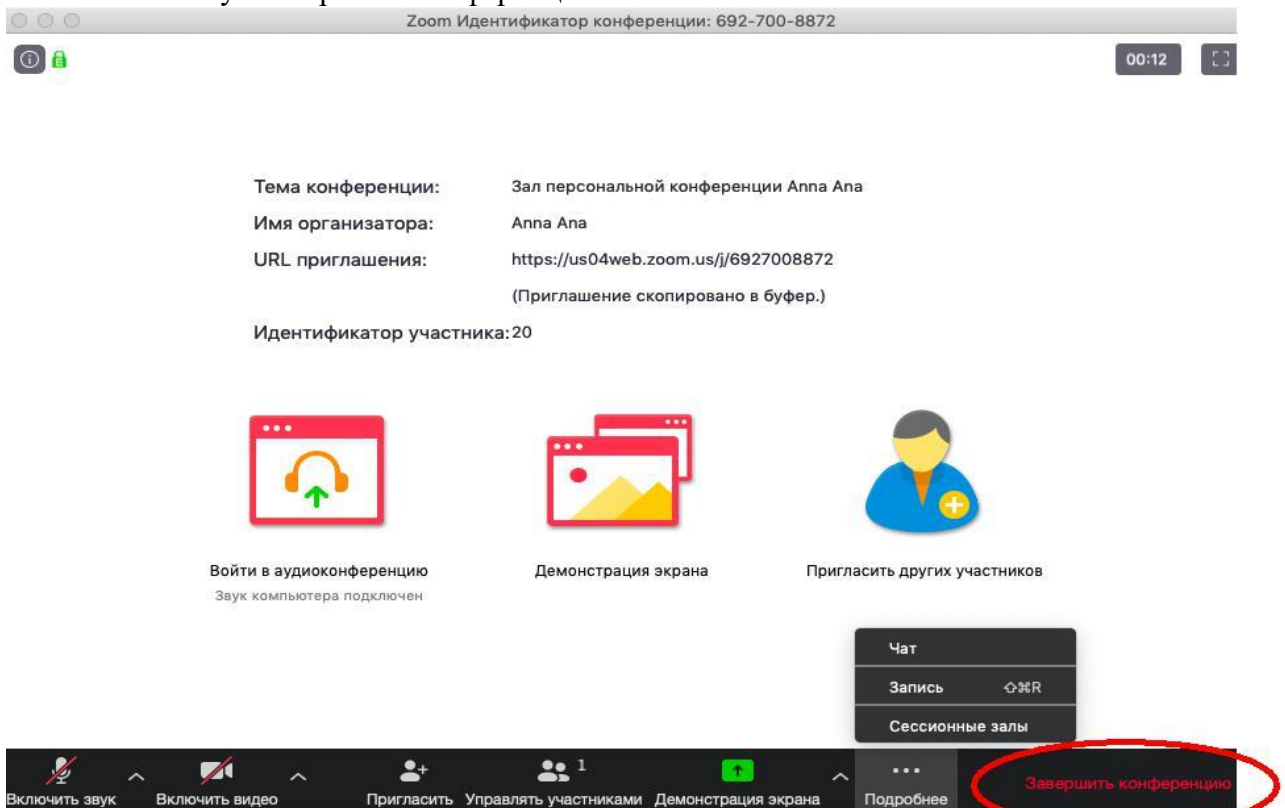 Zoom Идентификатор конференции: 692-700-8872
00:12
Тема конференции: Зал персональной конференции Anna Ana
Имя организатора: Anna Ana
URL приглашения: https://us04web.zoom.us/j/6927008872
(Приглашение скопировано в буфер.)
Идентификатор участника: 20
Войти в аудиоконференцию
Звук компьютера подключен
Демонстрация экрана
Пригласить других участников
Чат
Запись ⇧⌘R
Сессионные залы
1
Включить звук Включить видео Пригласить Управлять участниками Демонстрация экрана Подробнее Завершить конференцию